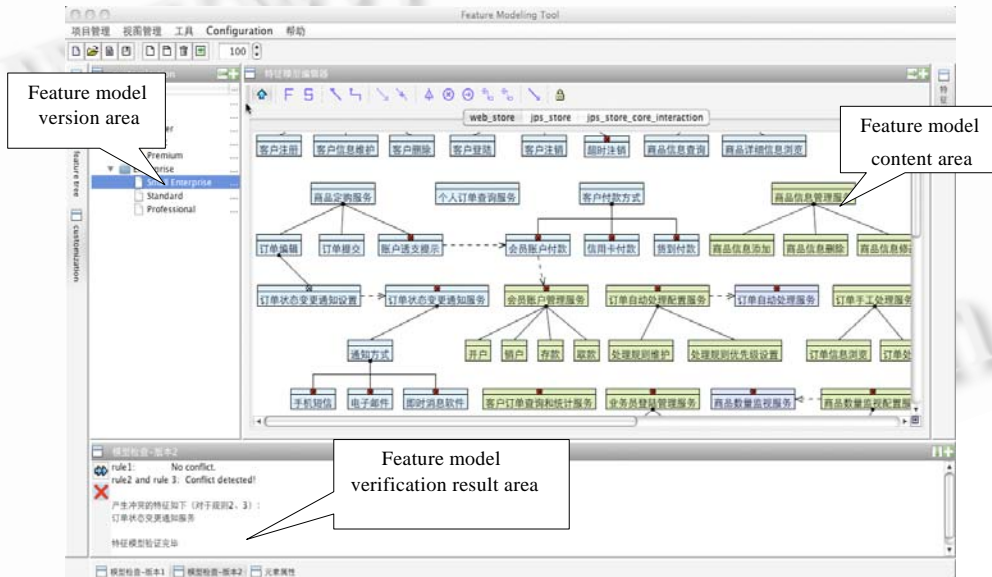 Feature Modeling Tool
项目管理 视图管理 工具 Configuration 帮助
100
特征模型编辑器
Feature model
version area
web_store jps_store jps_store_core_interaction
Feature model
content area
客户注册 客户信息维护 客户删除 客户登陆 客户注销 超时注销 商品信息查询 商品详细信息浏览
Premium
feature tree
Small Enterprise
Standard
Professional
customization
商品定购服务 个人订单查询服务 客户付款方式 商品信息管理服务
订单编辑 订单提交 账户透支提示 会员账户付款 信用卡付款 货到付款 商品信息添加 商品信息删除 商品信息修改
订单状态变更通知设置 订单状态变更通知服务 会员账户管理服务 订单自动处理配置服务 订单自动处理服务 订单手工处理服务
通知方式 开户 销户 存款 取款 处理规则维护 处理规则优先级设置 订单信息浏览 订单处
手机短信 电子邮件 即时消息软件 客户订单查询和统计服务 业务员登陆管理服务 商品数量监视服务 商品数量监视配置服
模型检查-版本2
rule1: No conflict.
rule2 and rule 3: Conflict detected!
产生冲突的特征如下（对于规则2、3）:
订单状态变更通知服务
特征模型验证完毕
Feature model
verification result area
模型检查-版本1 模型检查-版本2 元素属性